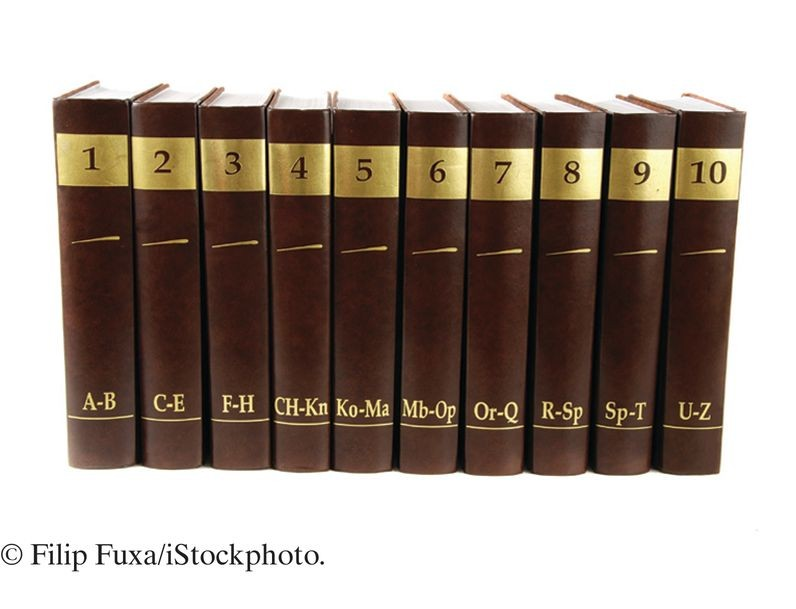 1 2 3 4 5 6 7 8 9 10
A-B C-E F-H CH-Kn Ko-Ma Mb-Op Or-Q R-Sp Sp-T U-Z
© Filip Fuxa/iStockphoto.